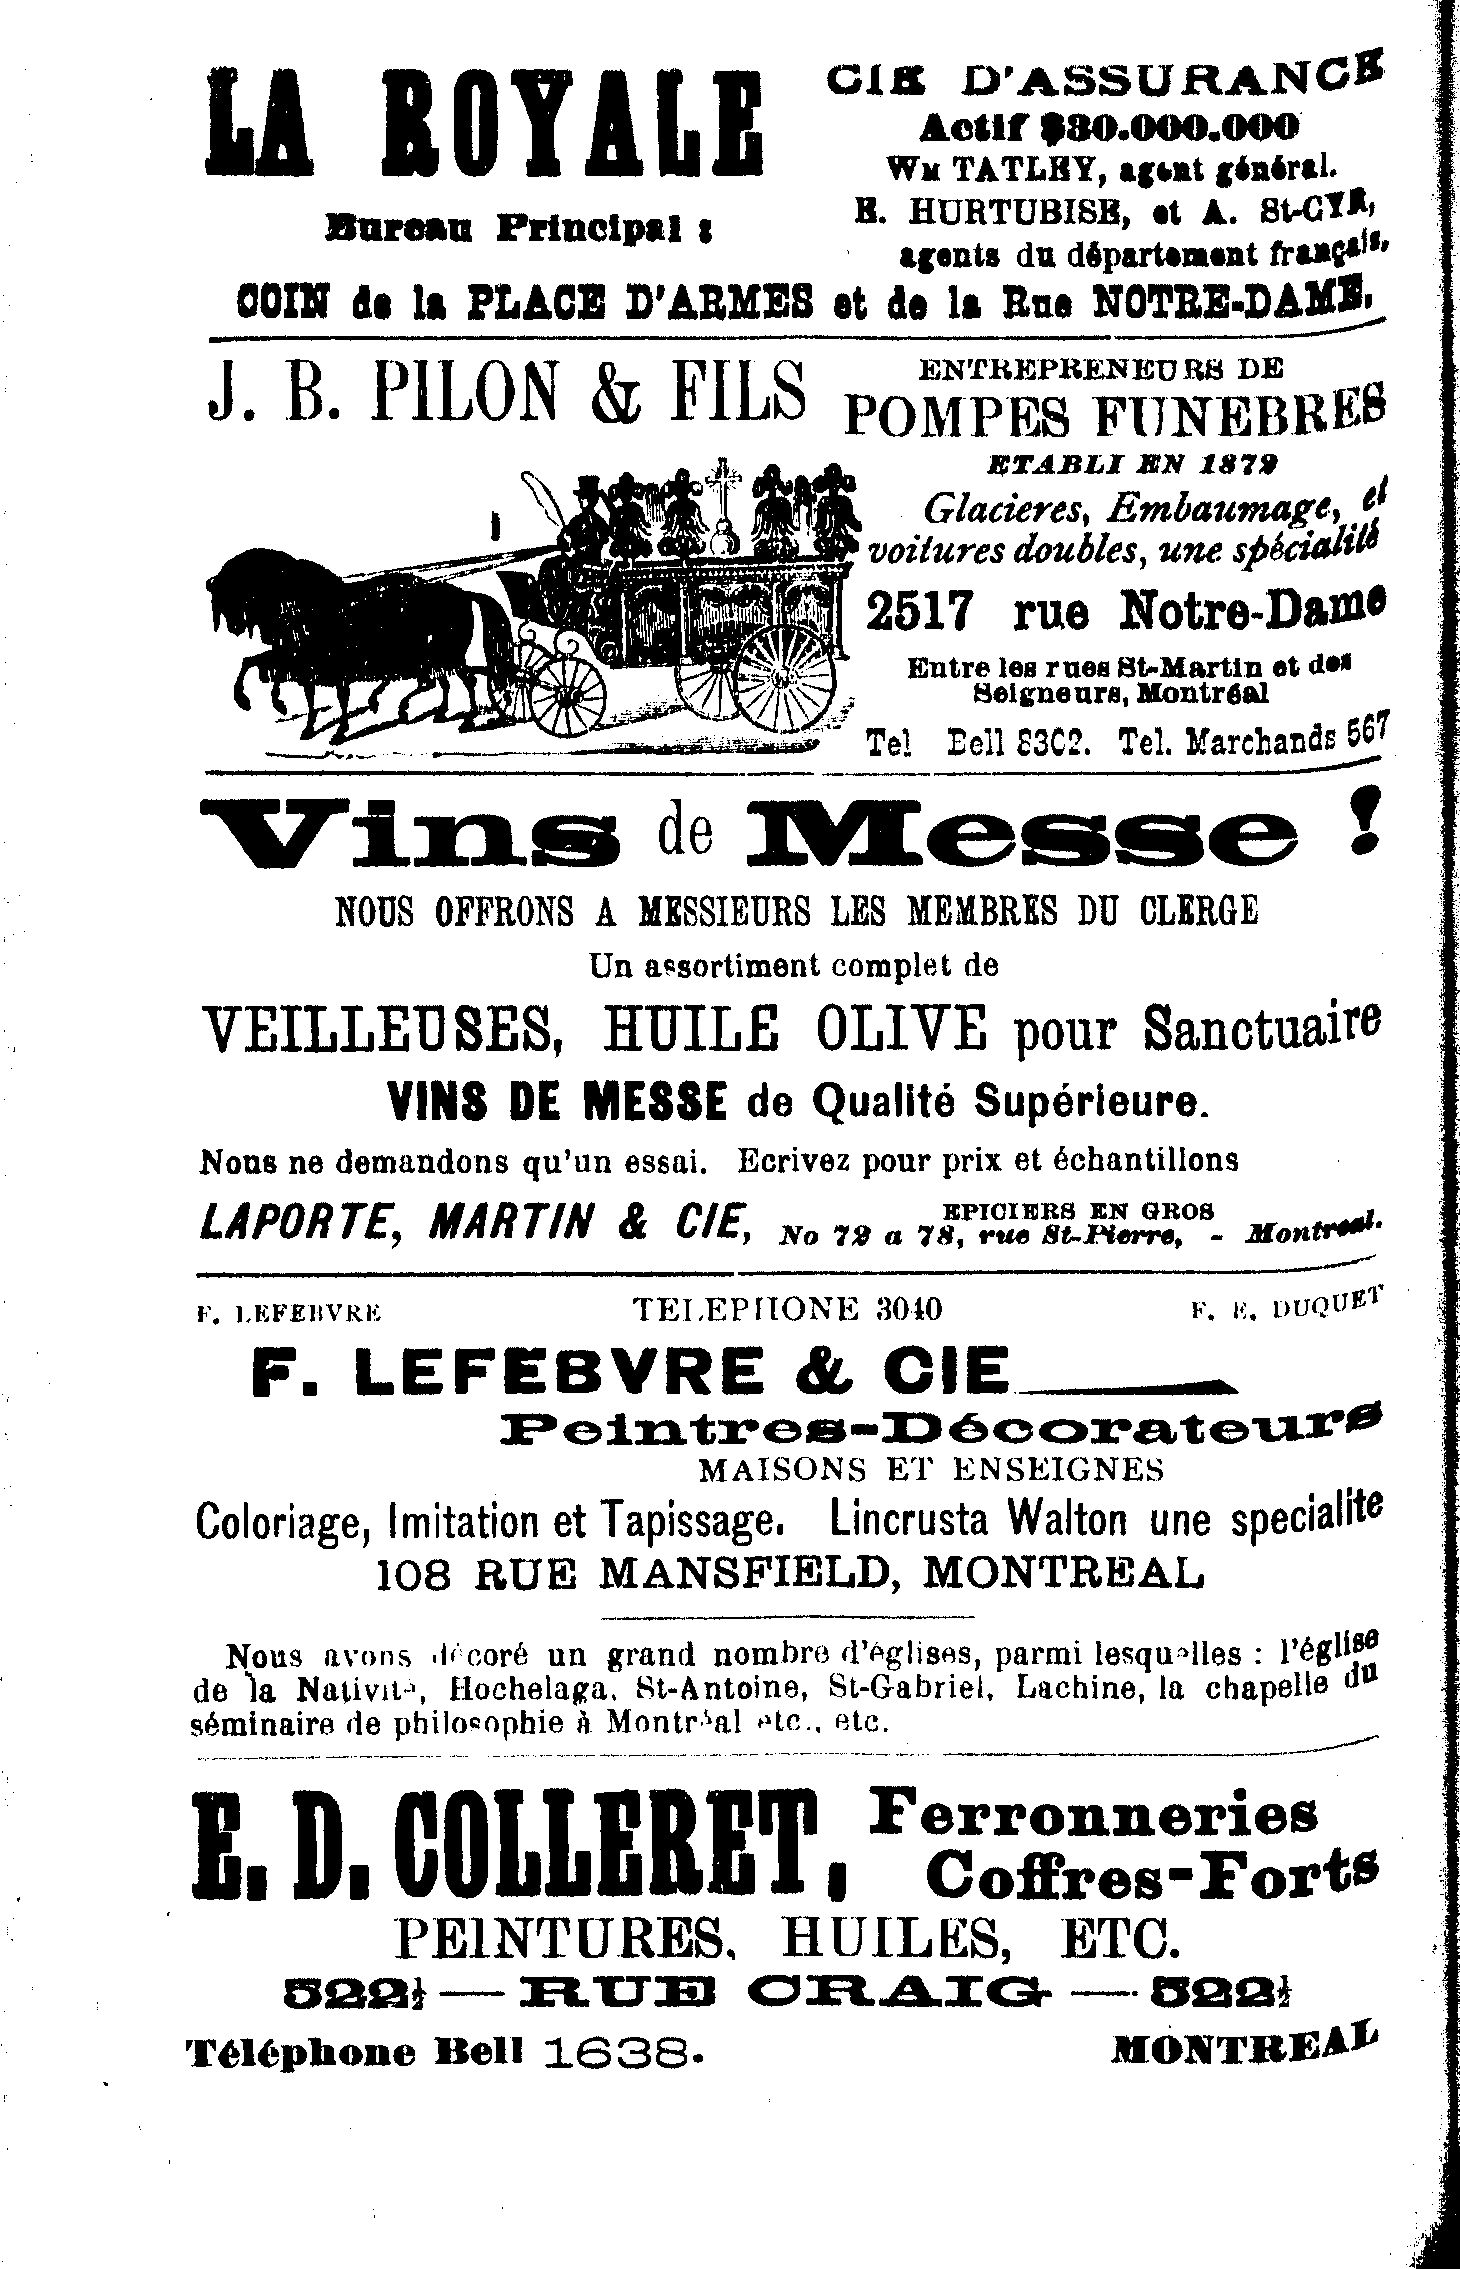 LA ROYALE
CIE D'ASSURANCE
Actif $30.000.000
WM TATLEY, agent général.
E. HURTUBISE, et A. St-CYR,
agents du département français.
Bureau Principal :
COIN de la PLACE D'ARMES et de la Rue NOTRE-DAME.
J. B. PILON & FILS
ENTREPRENEURS DE
POMPES FUNEBRES
ETABLI EN 1879
Glacieres, Embaumage, et
voitures doubles, une spécialité
2517 rue Notre-Dame
Entre les rues St-Martin et des
Seigneurs, Montréal
Tel Bell 8302. Tel. Marchands 567
Vins de Messe !
NOUS OFFRONS A MESSIEURS LES MEMBRES DU CLERGE
Un assortiment complet de
VEILLEUSES, HUILE OLIVE pour Sanctuaire
VINS DE MESSE de Qualité Supérieure.
Nous ne demandons qu'un essai. Ecrivez pour prix et échantillons
LAPORTE, MARTIN & CIE,
EPICIERS EN GROS
No 72 a 78, rue St-Pierre, - Montreal.
F. LEFEBVRE TELEPHONE 3040 F. E. DUQUET
F. LEFEBVRE & CIE
Peintres-Décorateurs
MAISONS ET ENSEIGNES
Coloriage, Imitation et Tapissage. Lincrusta Walton une specialite
108 RUE MANSFIELD, MONTREAL
Nous avons décoré un grand nombre d'églises, parmi lesquelles : l'église
de la Nativité, Hochelaga, St-Antoine, St-Gabriel, Lachine, la chapelle du
séminaire de philosophie à Montréal etc., etc.
E. D. COLLERET,
Ferronneries
Coffres-Forts
PEINTURES, HUILES, ETC.
522½ — RUE CRAIG — 522½
Téléphone Bell 1638. MONTREAL